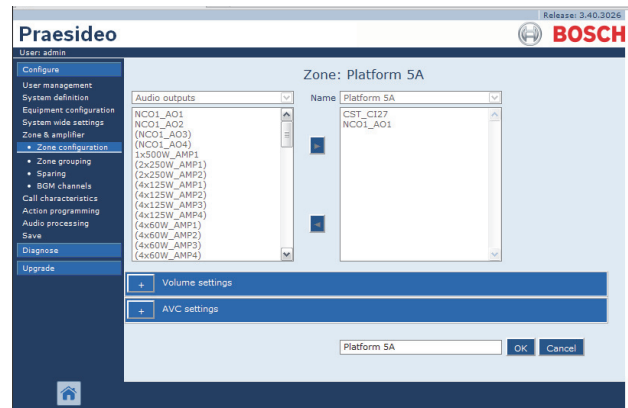 Release: 3.40.3026
Praesideo
BOSCH
User: admin
Configure
User management
System definition
Equipment configuration
System wide settings
Zone & amplifier
• Zone configuration
• Zone grouping
• Sparing
• BGM channels
Call characteristics
Action programming
Audio processing
Save
Diagnose
Upgrade
Zone: Platform 5A
Audio outputs
NCO1_AO1
NCO1_AO2
(NCO1_AO3)
(NCO1_AO4)
1x500W_AMP1
(2x250W_AMP1)
(2x250W_AMP2)
(4x125W_AMP1)
(4x125W_AMP2)
(4x125W_AMP3)
(4x125W_AMP4)
(4x60W_AMP1)
(4x60W_AMP2)
(4x60W_AMP3)
(4x60W_AMP4)
Name Platform 5A
CST_CI27
NCO1_AO1
+ Volume settings
+ AVC settings
Platform 5A
OK Cancel